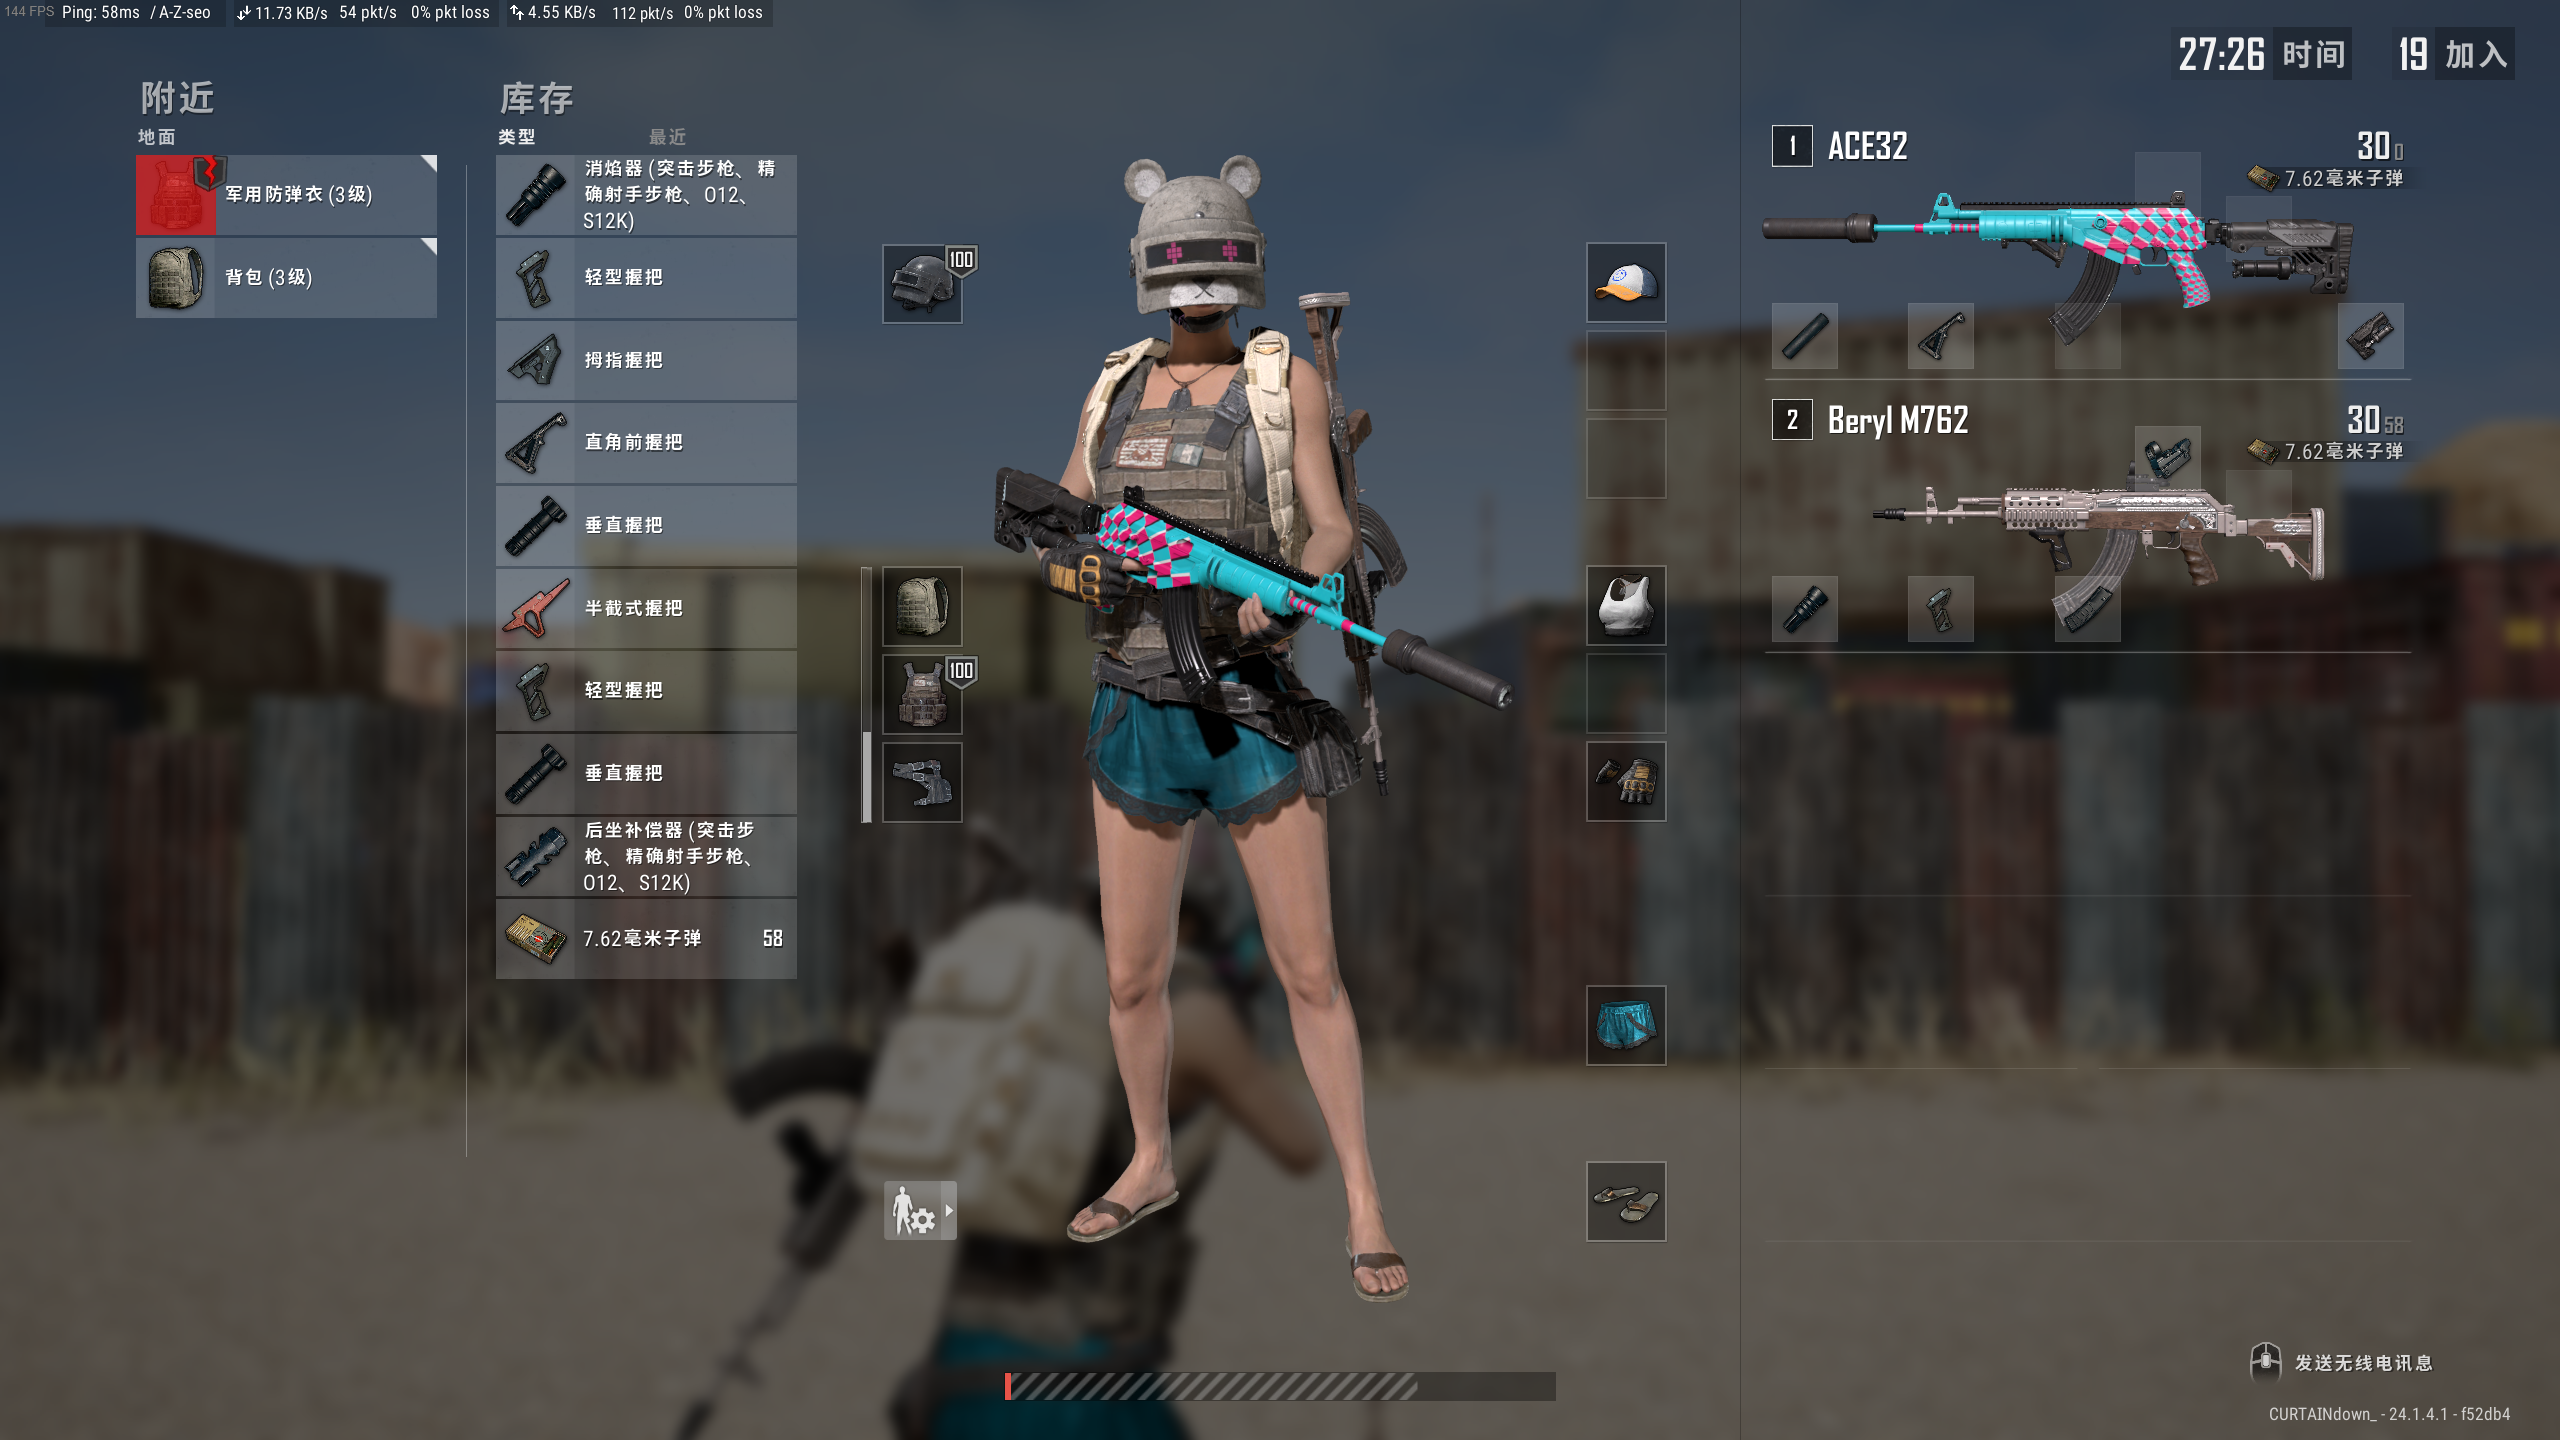 144 FPS
Ping: 58ms / A-Z-seo 11.73 KB/s 54 pkt/s 0% pkt loss 4.55 KB/s 112 pkt/s 0% pkt loss
27:26 时间 19 加入
附近
地面
军用防弹衣 (3级)
背包 (3级)
库存
类型 最近
消焰器 (突击步枪、精
确射手步枪、O12、
S12K)
轻型握把
拇指握把
直角前握把
垂直握把
半截式握把
轻型握把
垂直握把
后坐补偿器 (突击步
枪、精确射手步枪、
O12、S12K)
7.62毫米子弹 58
100
100
1 ACE32 30 0
7.62毫米子弹
2 Beryl M762 30 58
7.62毫米子弹
发送无线电讯息
CURTAINdown_ - 24.1.4.1 - f52db4